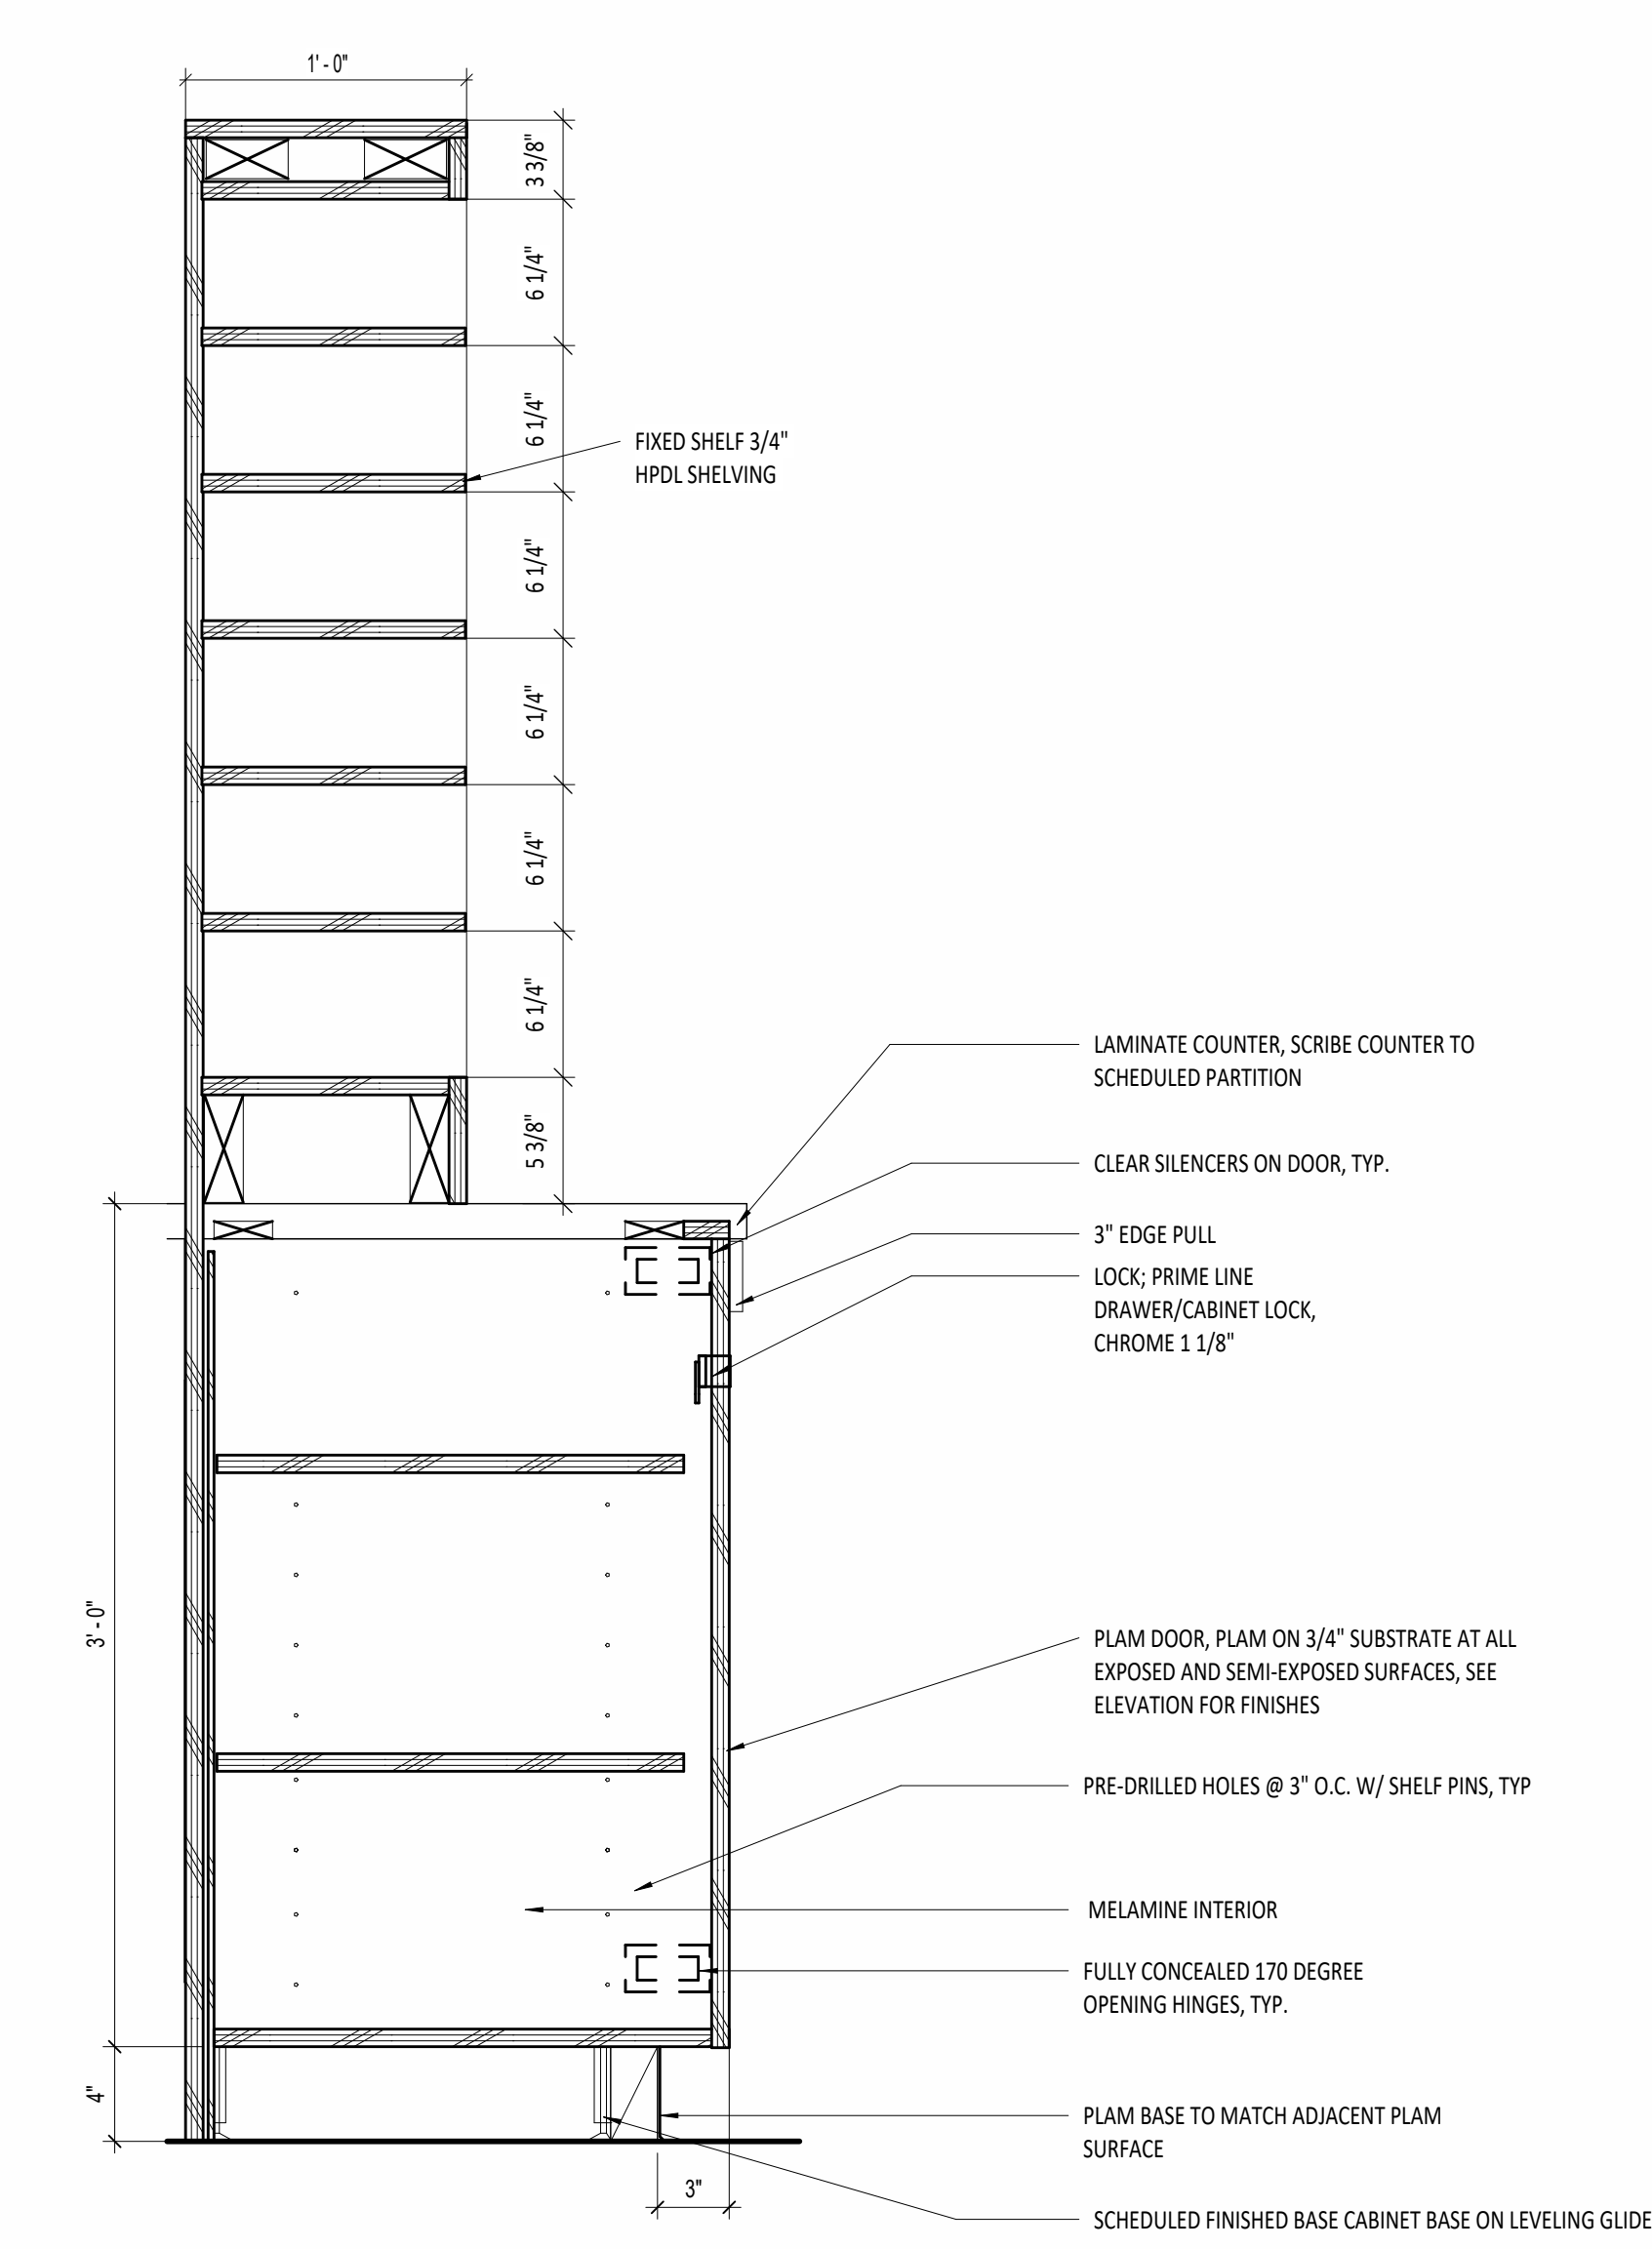 1' - 0"
3 3/8"
6 1/4"
6 1/4"
FIXED SHELF 3/4"
HPDL SHELVING
6 1/4"
6 1/4"
6 1/4"
6 1/4"
5 3/8"
LAMINATE COUNTER, SCRIBE COUNTER TO
SCHEDULED PARTITION
CLEAR SILENCERS ON DOOR, TYP.
3" EDGE PULL
LOCK; PRIME LINE
DRAWER/CABINET LOCK,
CHROME 1 1/8"
3' - 0"
PLAM DOOR, PLAM ON 3/4" SUBSTRATE AT ALL
EXPOSED AND SEMI-EXPOSED SURFACES, SEE
ELEVATION FOR FINISHES
PRE-DRILLED HOLES @ 3" O.C. W/ SHELF PINS, TYP
MELAMINE INTERIOR
FULLY CONCEALED 170 DEGREE
OPENING HINGES, TYP.
4"
PLAM BASE TO MATCH ADJACENT PLAM
SURFACE
3"
SCHEDULED FINISHED BASE CABINET BASE ON LEVELING GLIDE